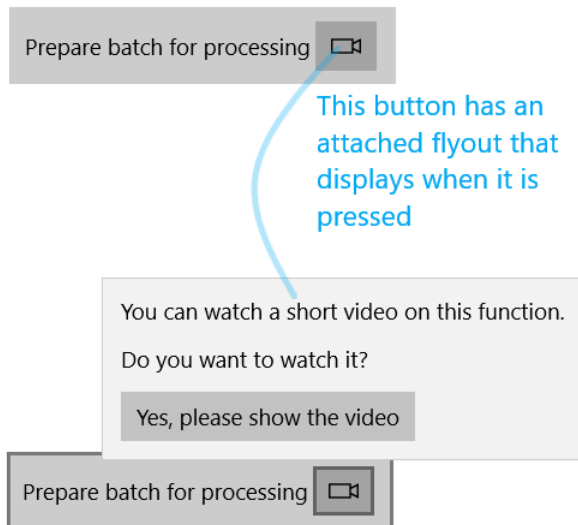 Prepare batch for processing
This button has an
attached flyout that
displays when it is
pressed
You can watch a short video on this function.
Do you want to watch it?
Yes, please show the video
Prepare batch for processing